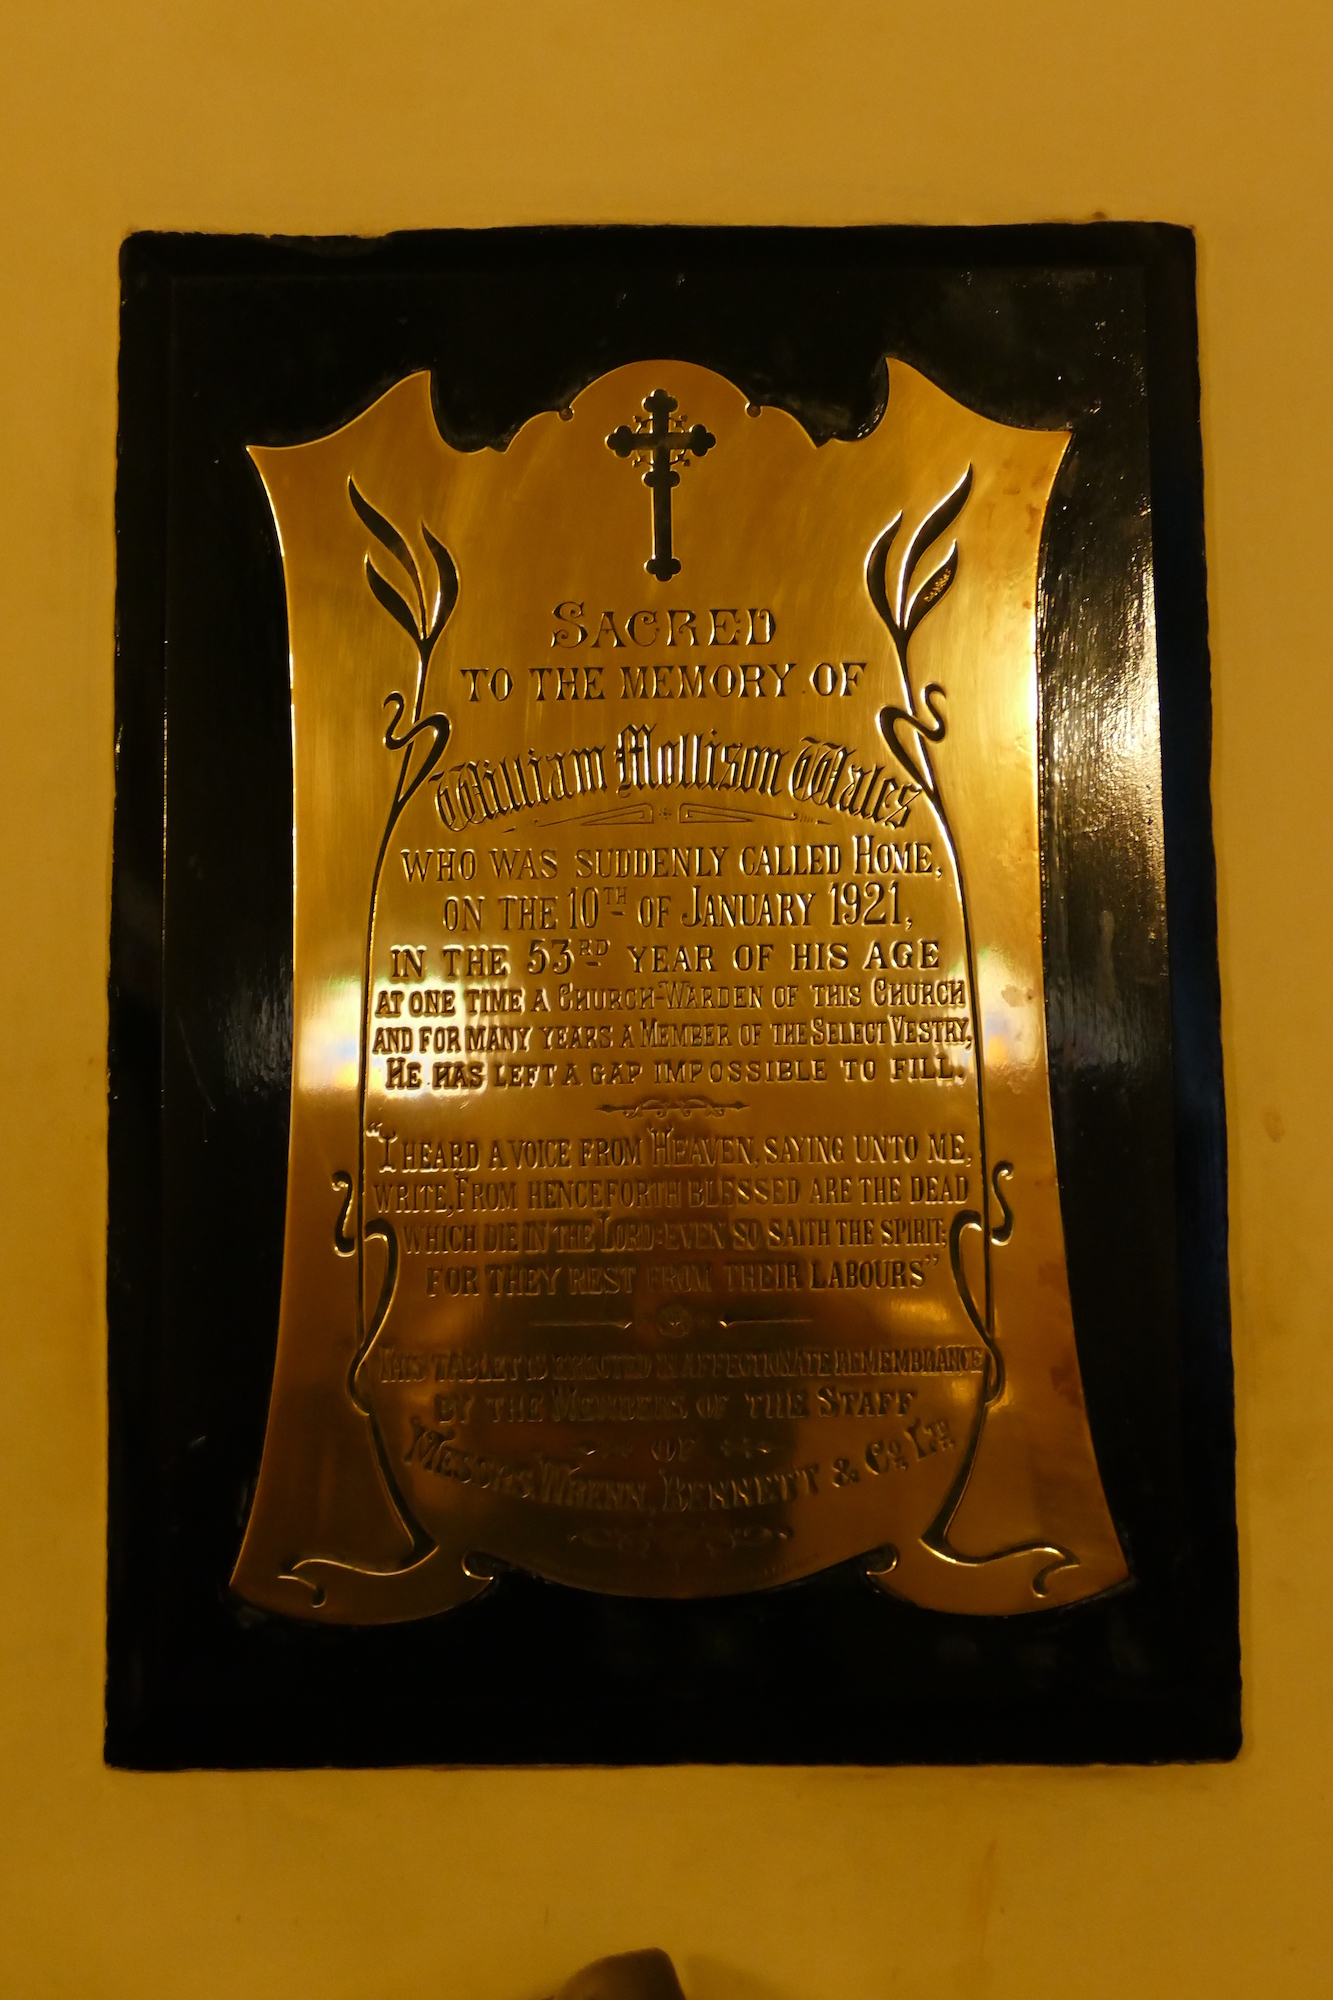 SACRED
TO THE MEMORY OF
William Mollison Wales
WHO WAS SUDDENLY CALLED HOME,
ON THE 10TH OF JANUARY 1921,
IN THE 53RD YEAR OF HIS AGE
AT ONE TIME A CHURCH-WARDEN OF THIS CHURCH
AND FOR MANY YEARS A MEMBER OF THE SELECT VESTRY,
HE HAS LEFT A GAP IMPOSSIBLE TO FILL.
"I HEARD A VOICE FROM HEAVEN, SAYING UNTO ME,
WRITE, FROM HENCEFORTH BLESSED ARE THE DEAD
WHICH DIE IN THE LORD: EVEN SO SAITH THE SPIRIT;
FOR THEY REST FROM THEIR LABOURS"
THIS TABLET IS ERECTED IN AFFECTIONATE REMEMBRANCE
BY THE MEMBERS OF THE STAFF
OF
MESSRS. WRENN, BENNETT & CO. LTD.